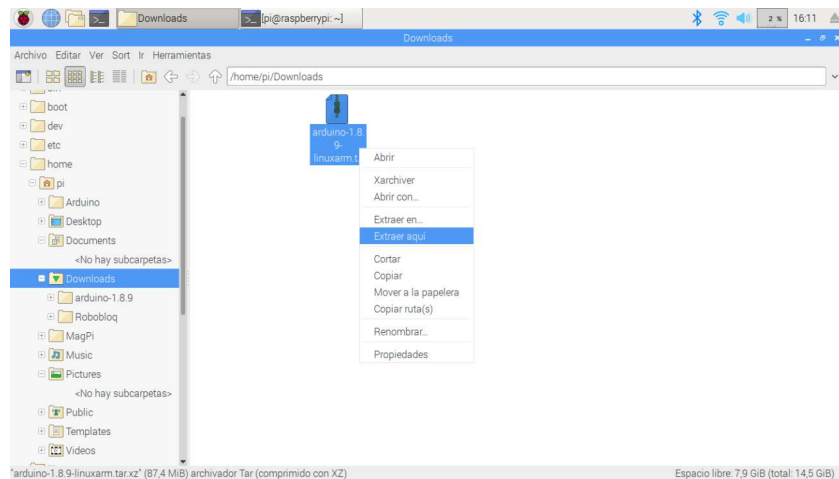 Downloads
[pi@raspberrypi: ~]
2 %
16:11
Downloads
Archivo Editar Ver Sort Ir Herramientas
/home/pi/Downloads
boot
dev
etc
home
pi
Arduino
Desktop
Documents
<No hay subcarpetas>
Downloads
arduino-1.8.9
Robobloq
MagPi
Music
Pictures
<No hay subcarpetas>
Public
Templates
Videos
arduino-1.8.
9-
linuxarm.t
Abrir
Xarchiver
Abrir con...
Extraer en...
Extraer aquí
Cortar
Copiar
Mover a la papelera
Copiar ruta(s)
Renombrar...
Propiedades
"arduino-1.8.9-linuxarm.tar.xz" (87,4 MiB) archivador Tar (comprimido con XZ)
Espacio libre: 7,9 GiB (total: 14,5 GiB)